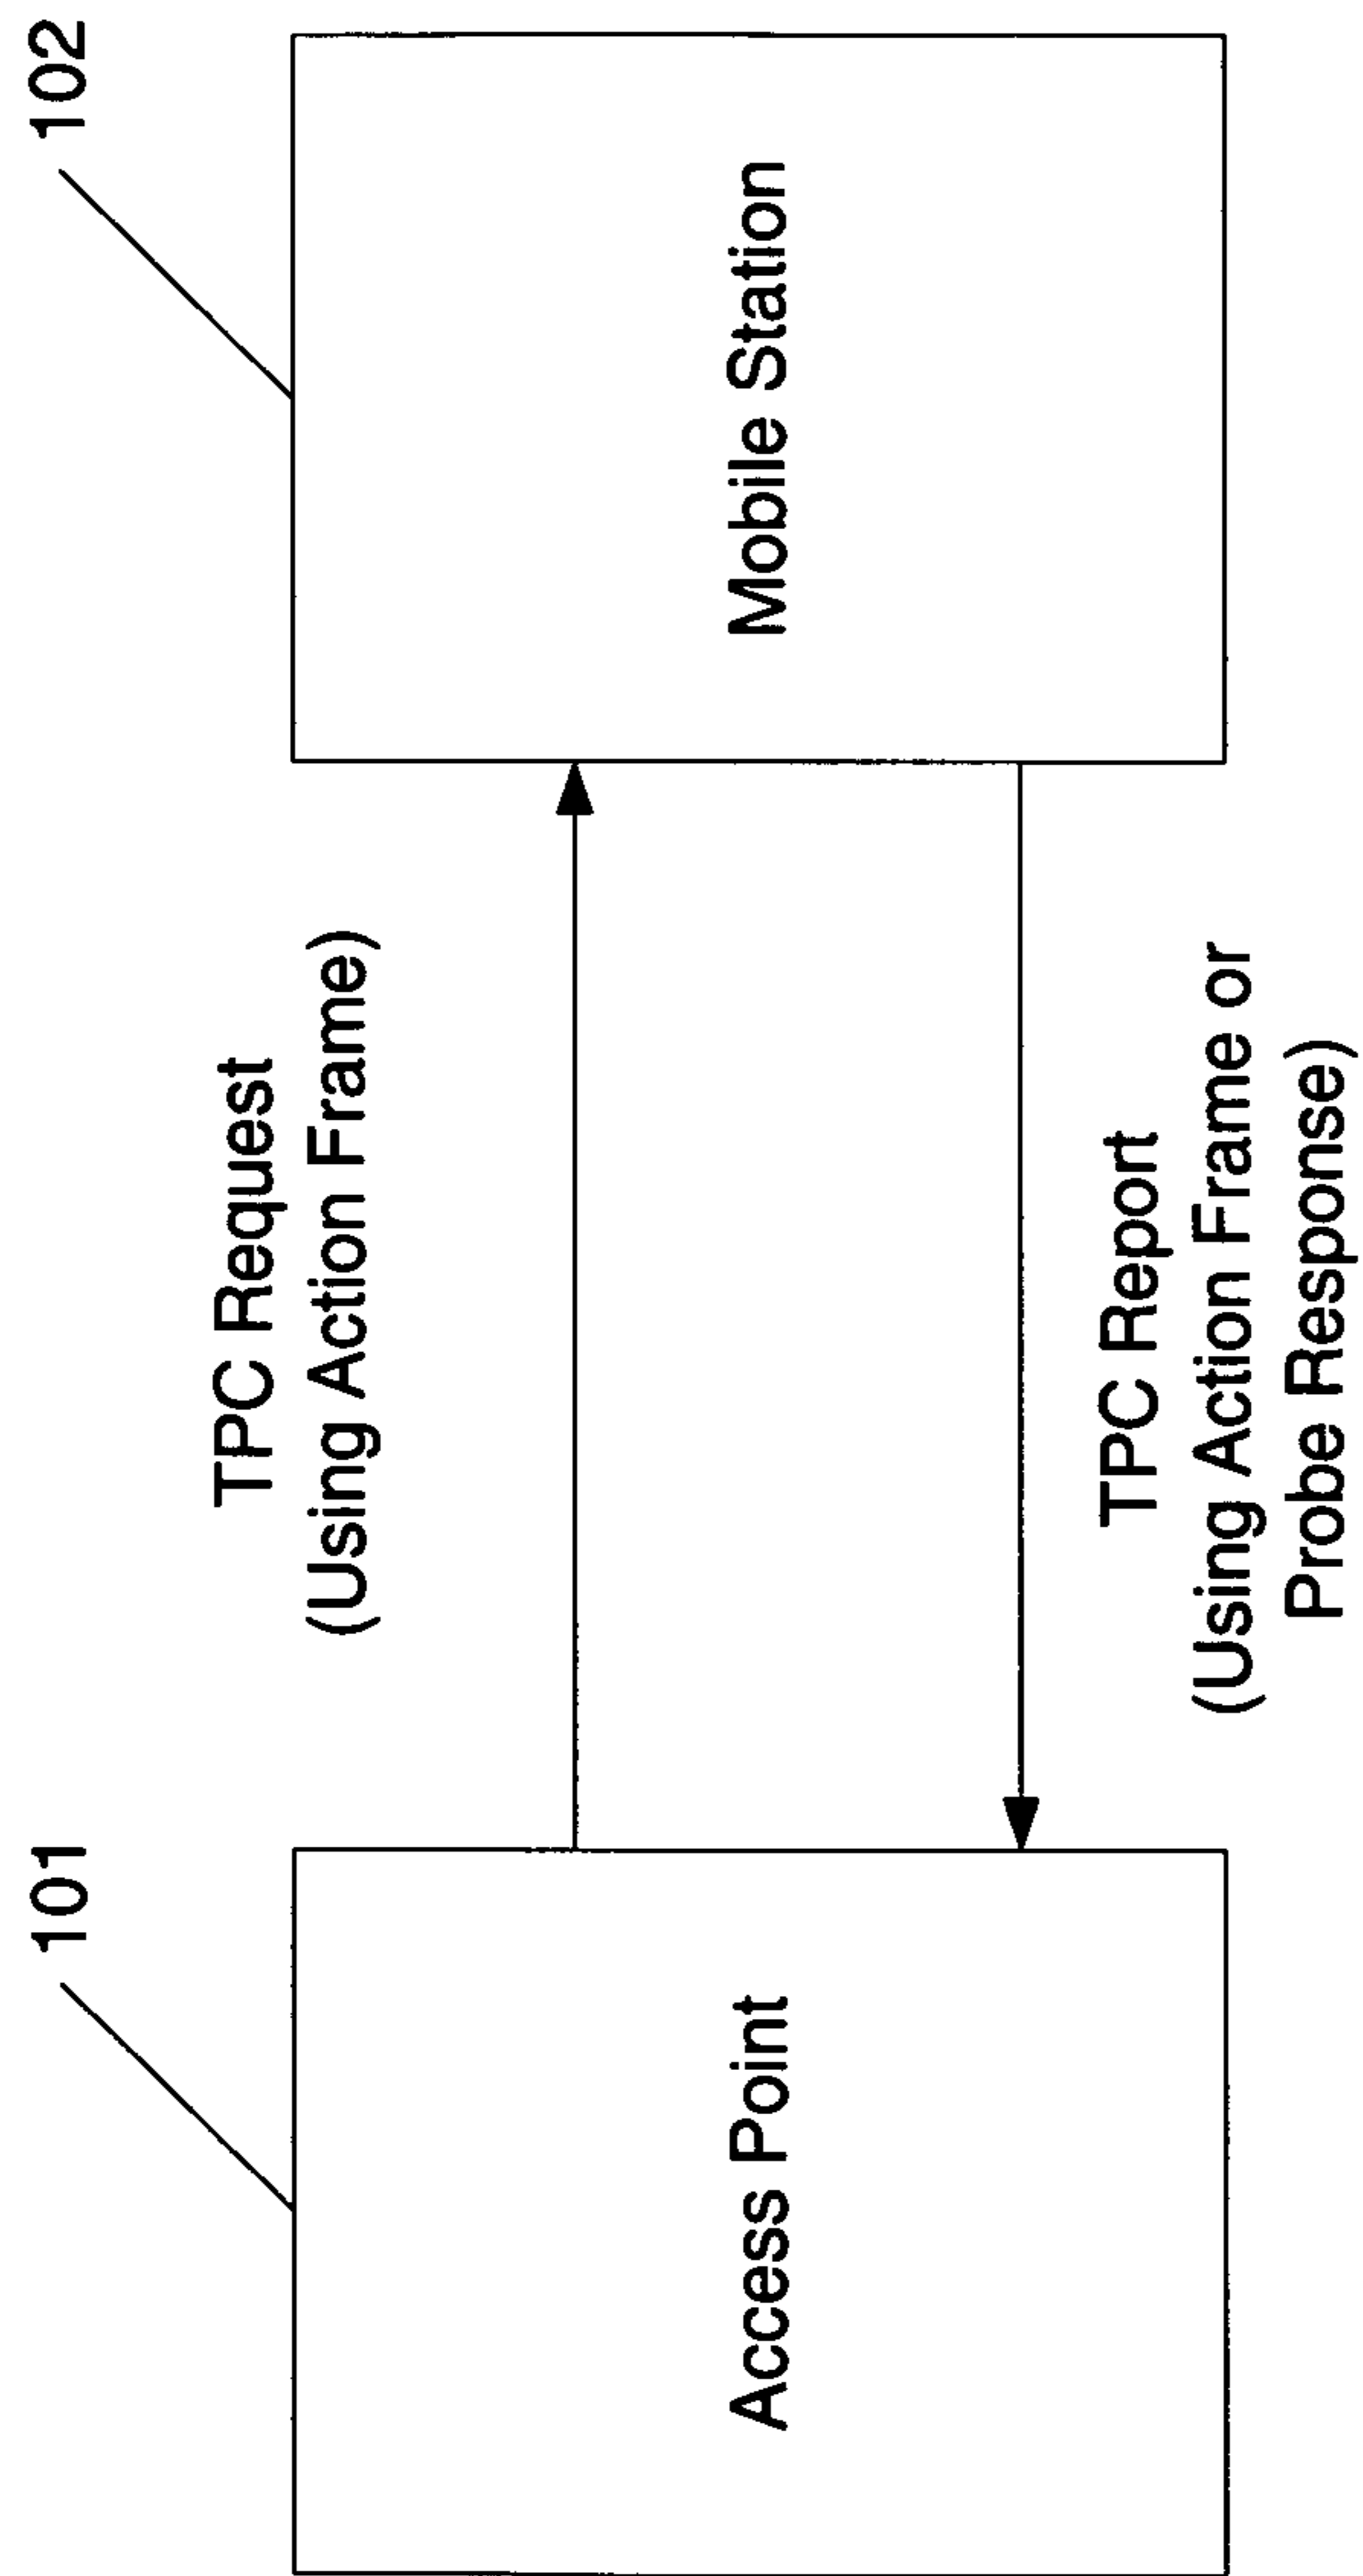 101
102
TPC Request
(Using Action Frame)
Access Point
Mobile Station
TPC Report
(Using Action Frame or
Probe Response)